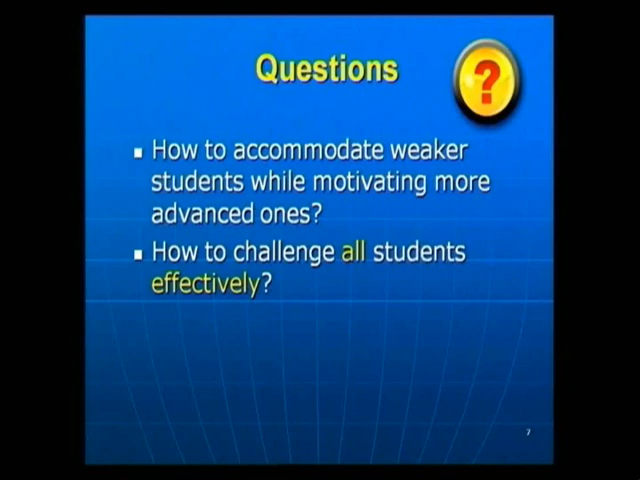 Questions
?
How to accommodate weaker
students while motivating more
advanced ones?
How to challenge all students
effectively?
7